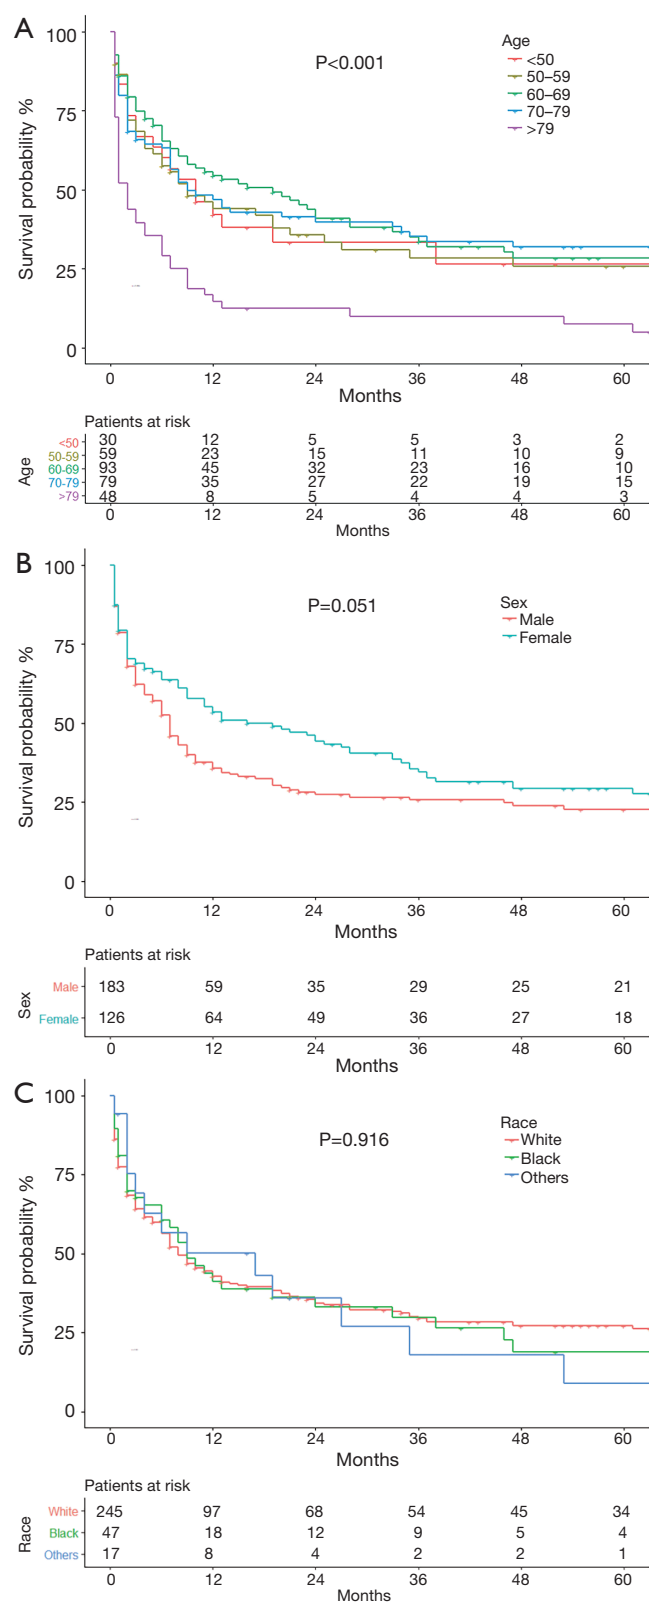 A
100
75
50
25
0
Survival probability %
P<0.001
Age
<50
50–59
60–69
70–79
>79
0 12 24 36 48 60
Months
Patients at risk
Age
<50 30 12 5 5 3 2
50-59 59 23 15 11 10 9
60-69 93 45 32 23 16 10
70-79 79 35 27 22 19 15
>79 48 8 5 4 4 3
0 12 24 36 48 60
Months
B
100
75
50
25
0
Survival probability %
P=0.051
Sex
Male
Female
0 12 24 36 48 60
Months
Patients at risk
Sex
Male 183 59 35 29 25 21
Female 126 64 49 36 27 18
0 12 24 36 48 60
Months
C
100
75
50
25
0
Survival probability %
P=0.916
Race
White
Black
Others
0 12 24 36 48 60
Months
Patients at risk
Race
White 245 97 68 54 45 34
Black 47 18 12 9 5 4
Others 17 8 4 2 2 1
0 12 24 36 48 60
Months